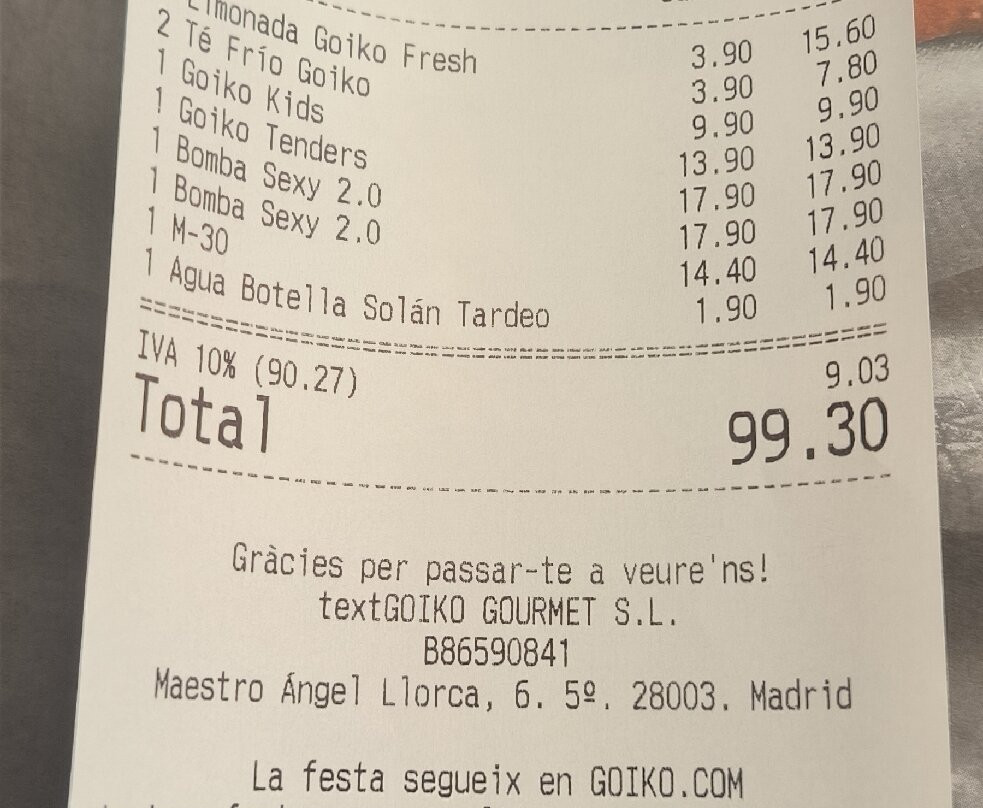 Limonada Goiko Fresh 3.90 15.60
2 Té Frío Goiko 3.90 7.80
1 Goiko Kids 9.90 9.90
1 Goiko Tenders 13.90 13.90
1 Bomba Sexy 2.0 17.90 17.90
1 Bomba Sexy 2.0 17.90 17.90
1 M-30 14.40 14.40
1 Agua Botella Solán Tardeo 1.90 1.90
IVA 10% (90.27) 9.03
Total 99.30
Gràcies per passar-te a veure'ns!
textGOIKO GOURMET S.L.
B86590841
Maestro Ángel Llorca, 6. 5º. 28003. Madrid
La festa segueix en GOIKO.COM